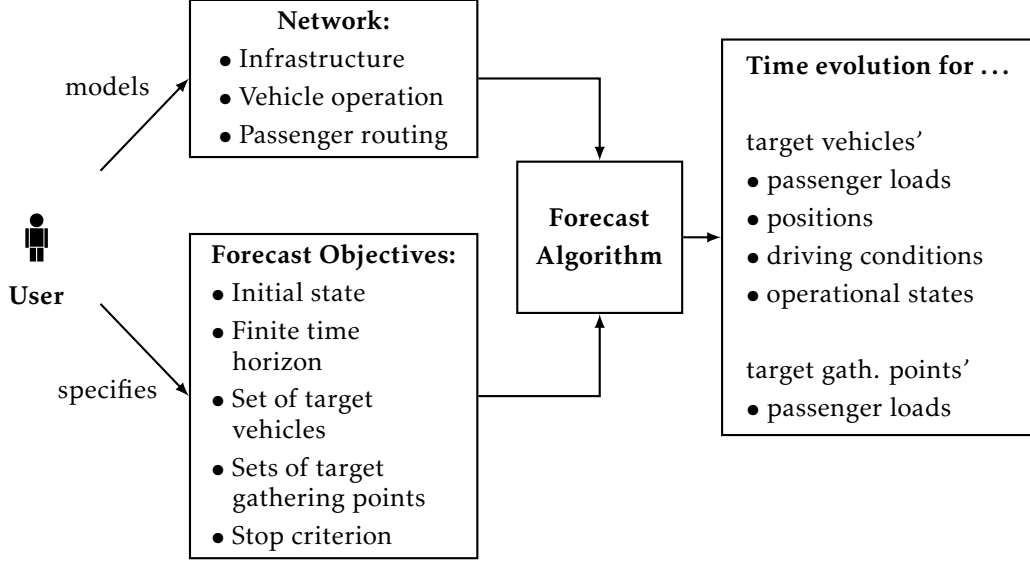 models
User
specifies
Network:
• Infrastructure
• Vehicle operation
• Passenger routing
Forecast Objectives:
• Initial state
• Finite time
horizon
• Set of target
vehicles
• Sets of target
gathering points
• Stop criterion
Forecast
Algorithm
Time evolution for ...
target vehicles’
• passenger loads
• positions
• driving conditions
• operational states
target gath. points’
• passenger loads